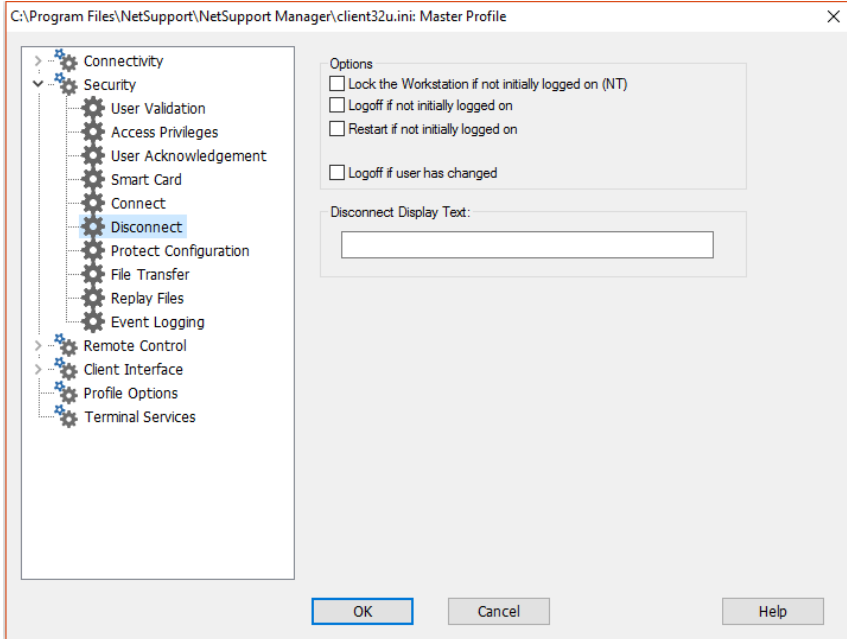 C:\Program Files\NetSupport\NetSupport Manager\client32u.ini: Master Profile
Connectivity
Security
User Validation
Access Privileges
User Acknowledgement
Smart Card
Connect
Disconnect
Protect Configuration
File Transfer
Replay Files
Event Logging
Remote Control
Client Interface
Profile Options
Terminal Services
Options
Lock the Workstation if not initially logged on (NT)
Logoff if not initially logged on
Restart if not initially logged on
Logoff if user has changed
Disconnect Display Text:
OK
Cancel
Help